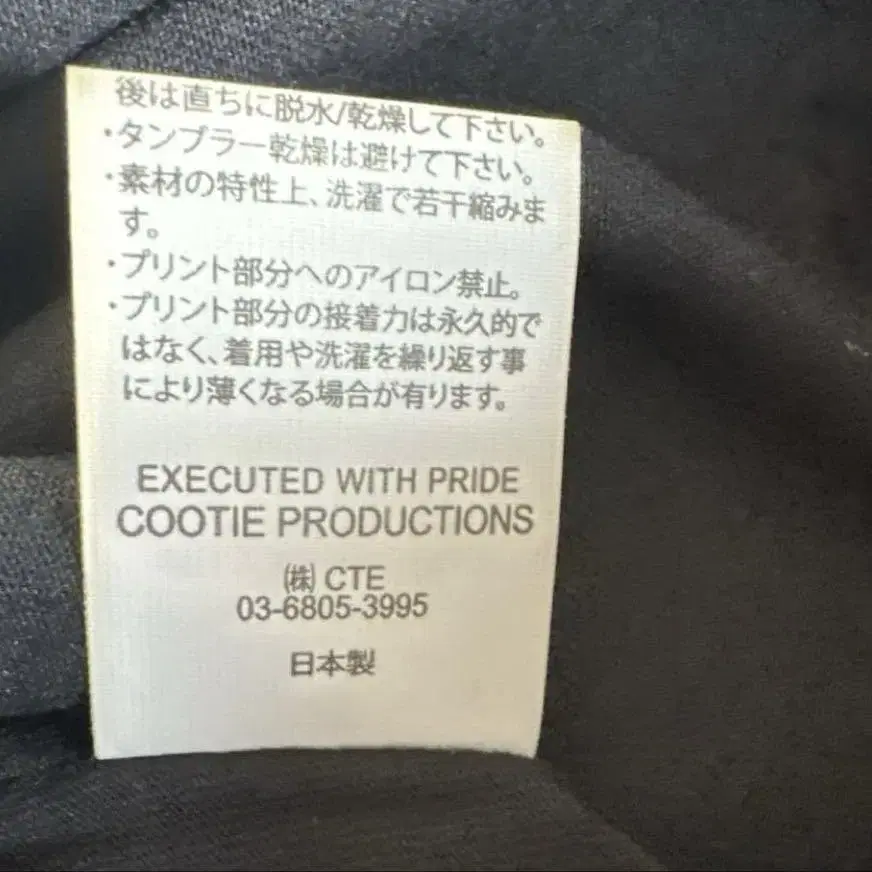 後は直ちに脱水/乾燥して下さい。
・タンブラー乾燥は避けて下さい。
・素材の特性上、洗濯で若干縮みま
す。
・プリント部分へのアイロン禁止。
・プリント部分の接着力は永久的で
はなく、着用や洗濯を繰り返す事
により薄くなる場合が有ります。
EXECUTED WITH PRIDE
COOTIE PRODUCTIONS
㈱ CTE
03-6805-3995
日本製